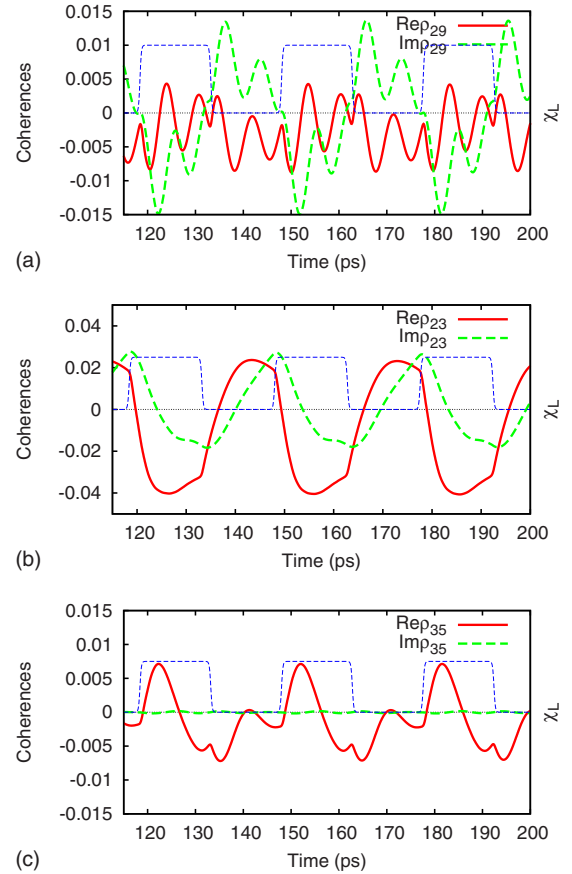 0.015
0.01
0.005
0
-0.005
-0.01
-0.015
Coherences
Reρ29
Imρ29
χL
120 130 140 150 160 170 180 190 200
Time (ps)
(a)
0.04
0.02
0
-0.02
-0.04
Coherences
Reρ23
Imρ23
χL
120 130 140 150 160 170 180 190 200
Time (ps)
(b)
0.015
0.01
0.005
0
-0.005
-0.01
-0.015
Coherences
Reρ35
Imρ35
χL
120 130 140 150 160 170 180 190 200
Time (ps)
(c)